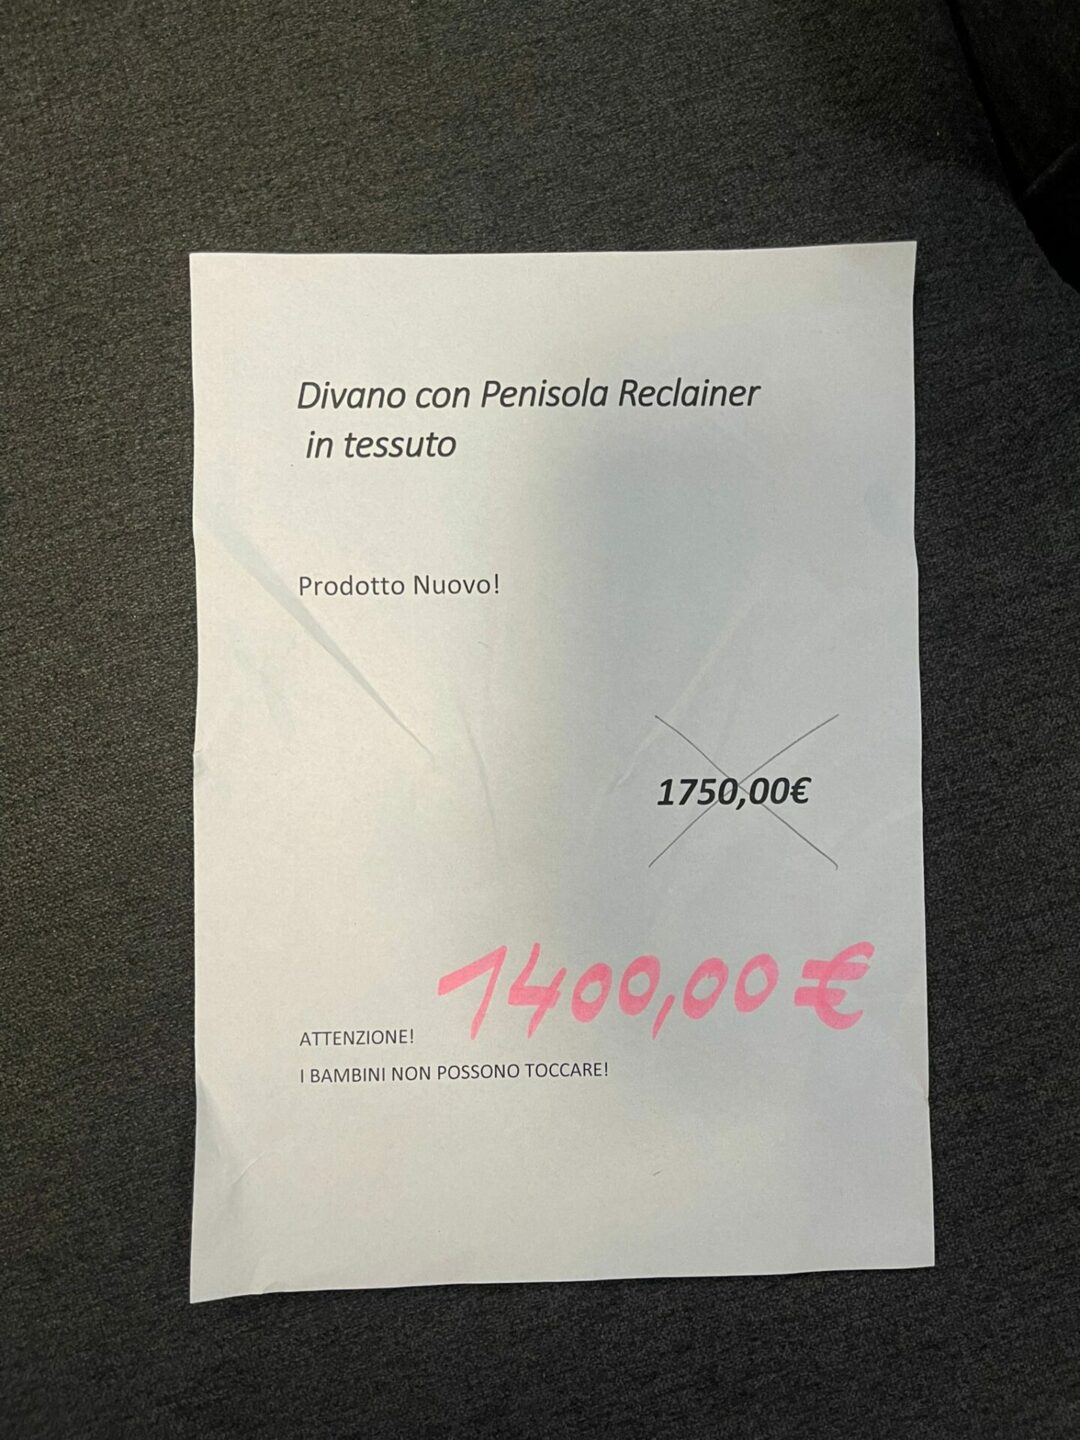 Divano con Penisola Reclainer
in tessuto
Prodotto Nuovo!
1750,00€
1400,00 €
ATTENZIONE!
I BAMBINI NON POSSONO TOCCARE!